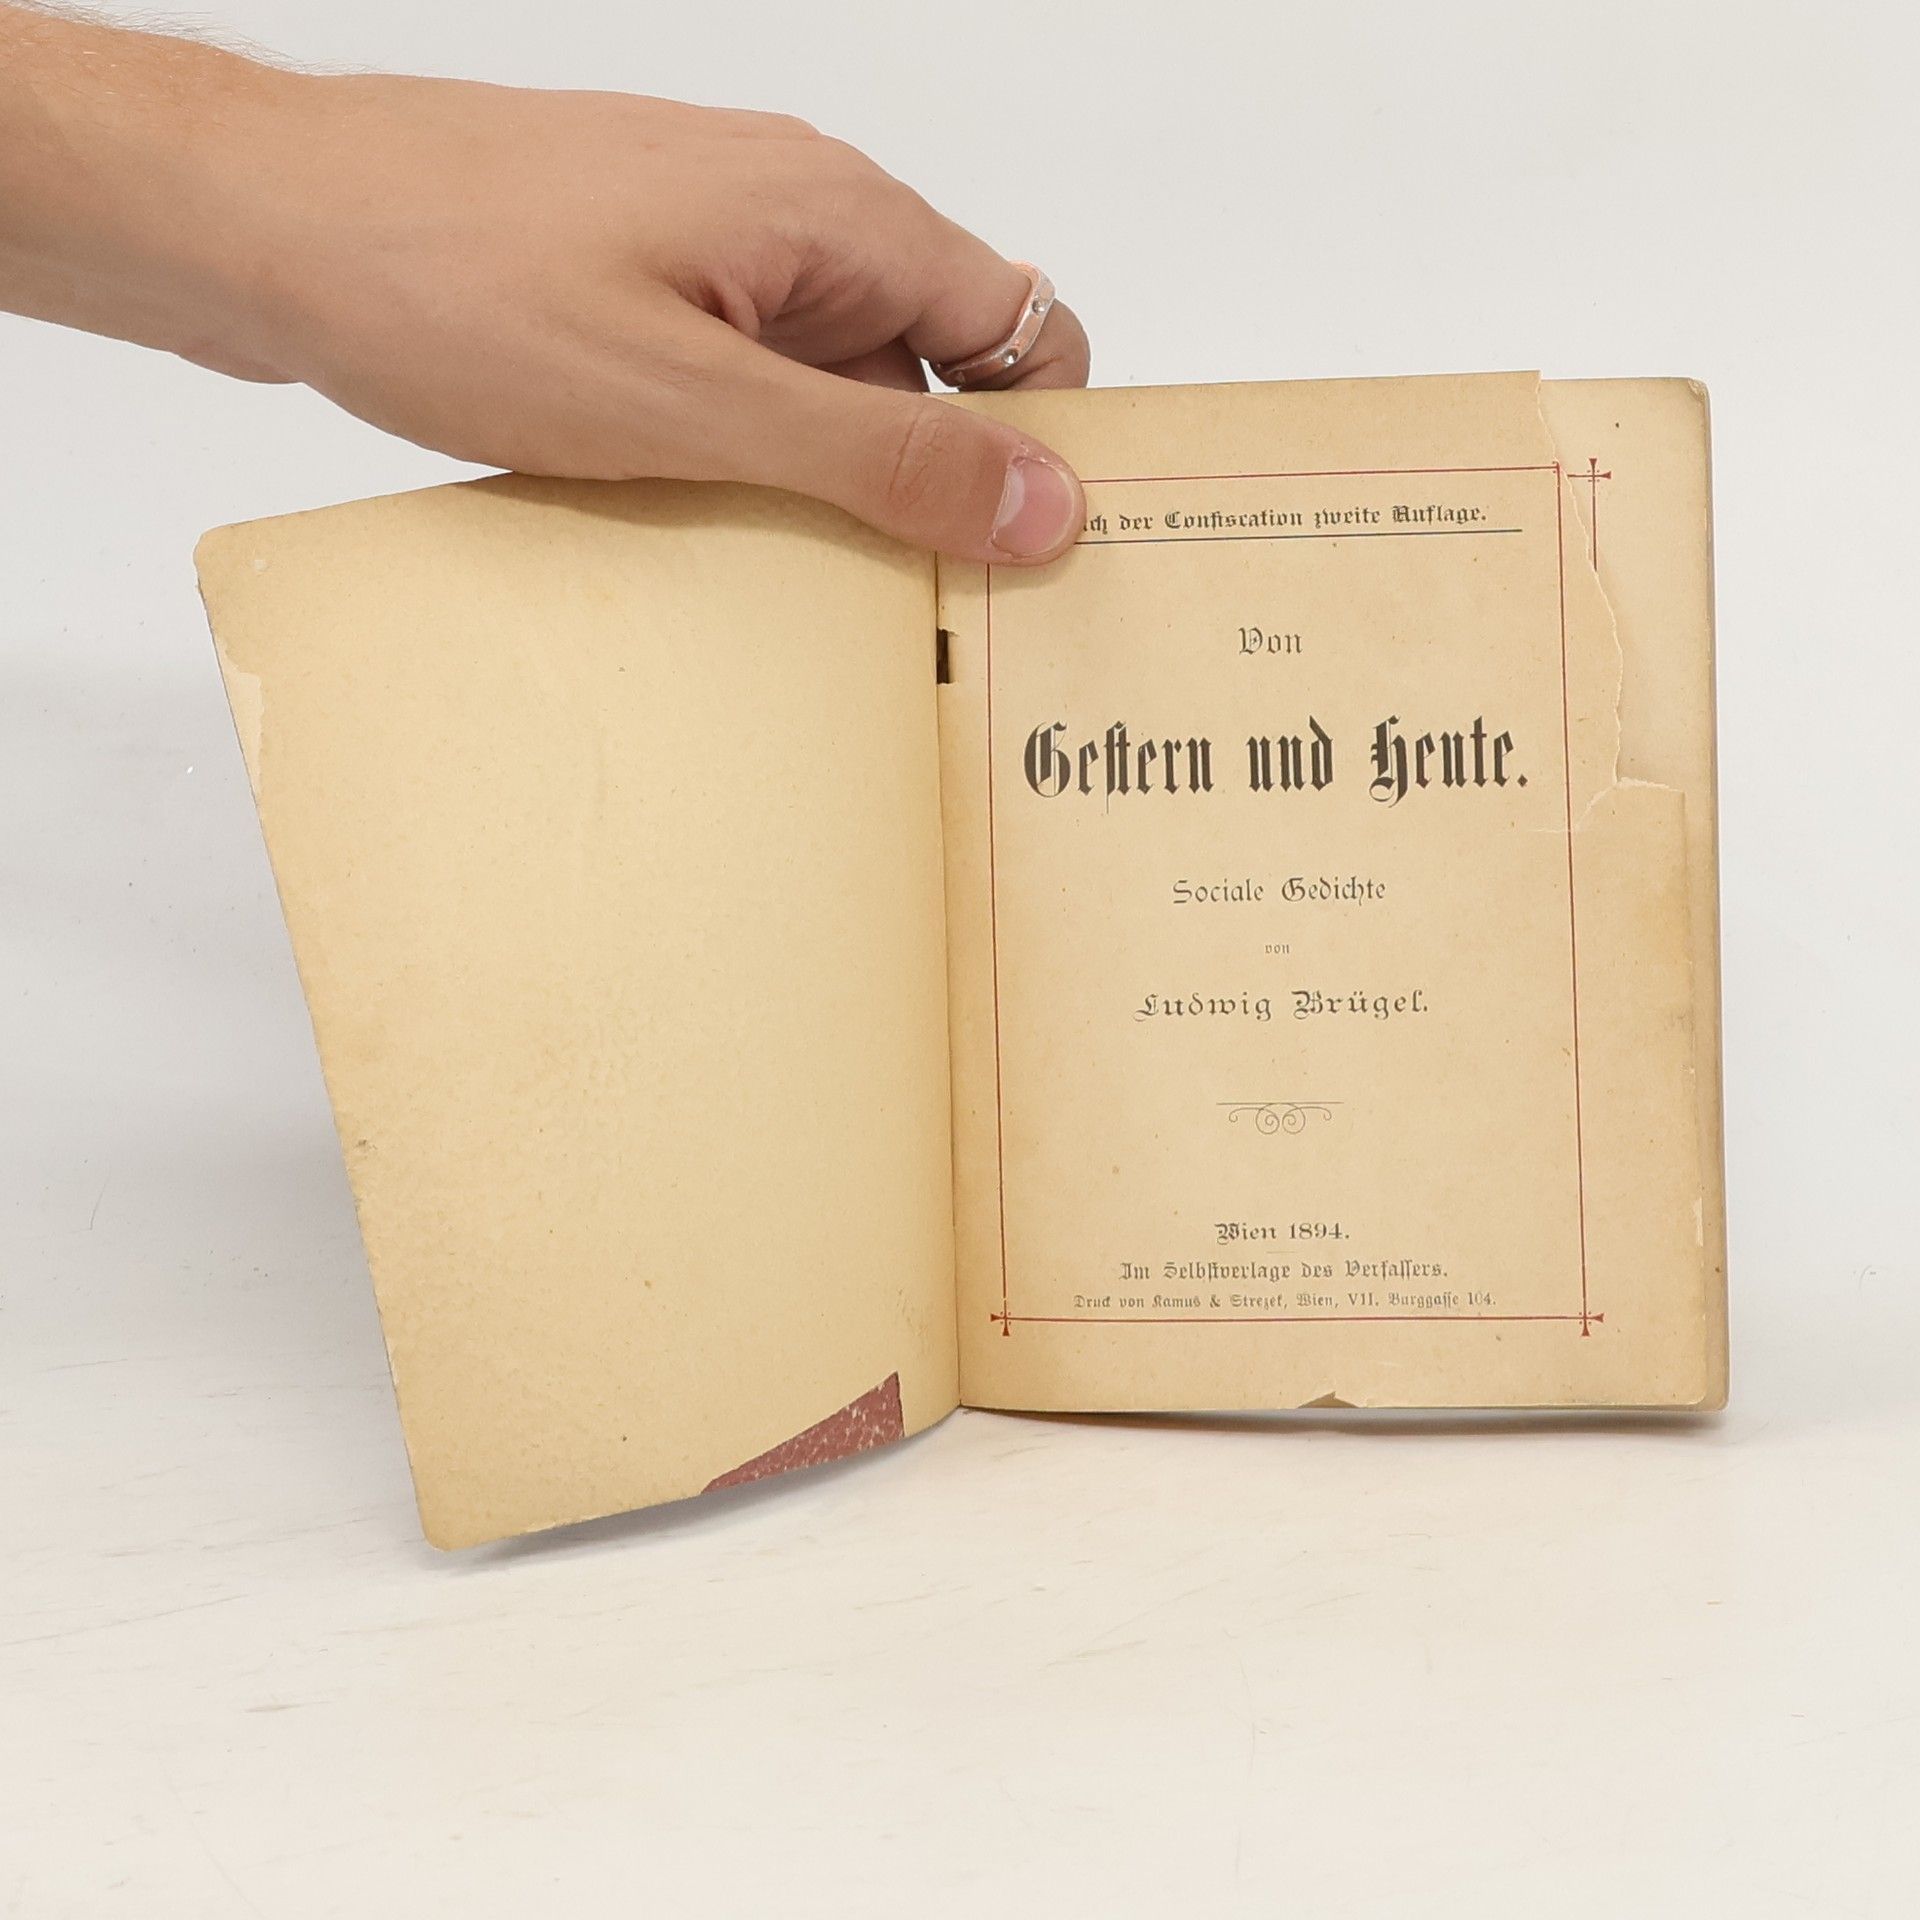 ch der Confiscation zweite Auflage.
Von
Gestern und Heute.
Sociale Gedichte
von
Ludwig Brügel.
Wien 1894.
Im Selbstverlage des Verfassers.
Druck von Kamus & Strezek, Wien, VII. Burggasse 104.